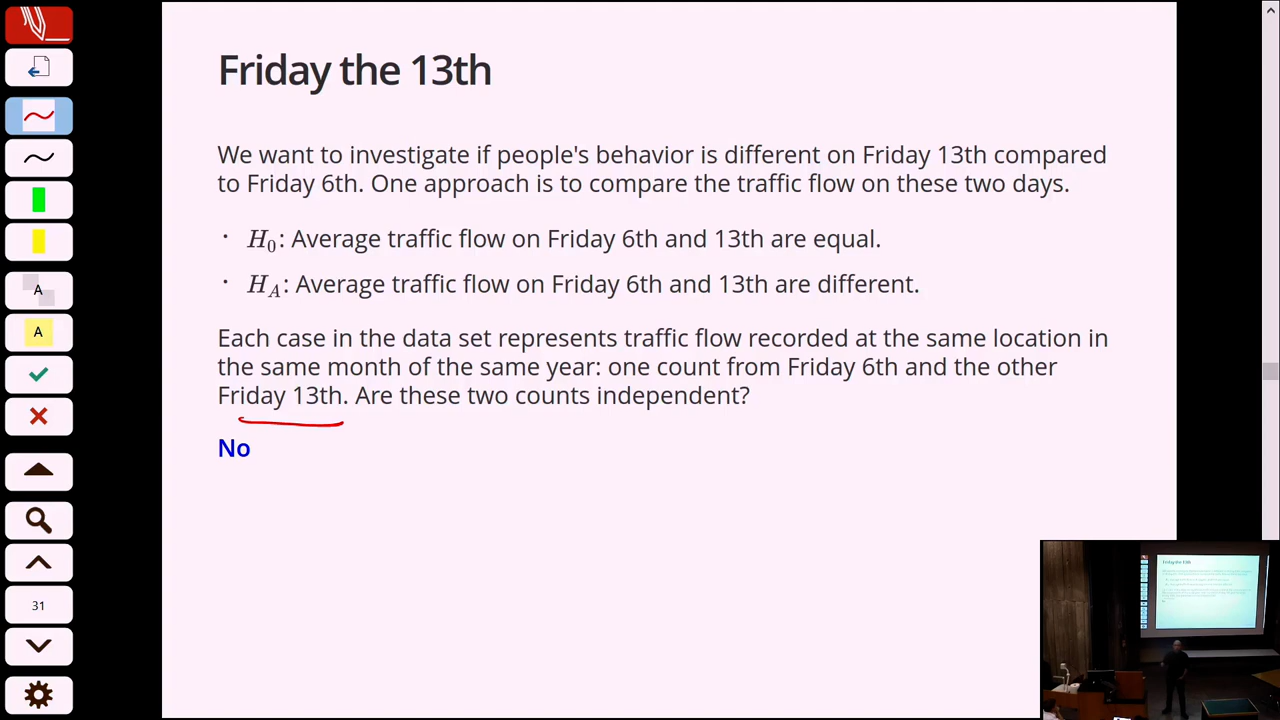 Friday the 13th
We want to investigate if people's behavior is different on Friday 13th compared
to Friday 6th. One approach is to compare the traffic flow on these two days.
· H₀: Average traffic flow on Friday 6th and 13th are equal.
· H_A: Average traffic flow on Friday 6th and 13th are different.
Each case in the data set represents traffic flow recorded at the same location in
the same month of the same year: one count from Friday 6th and the other
Friday 13th. Are these two counts independent?
No
A
A
31
Friday the 13th